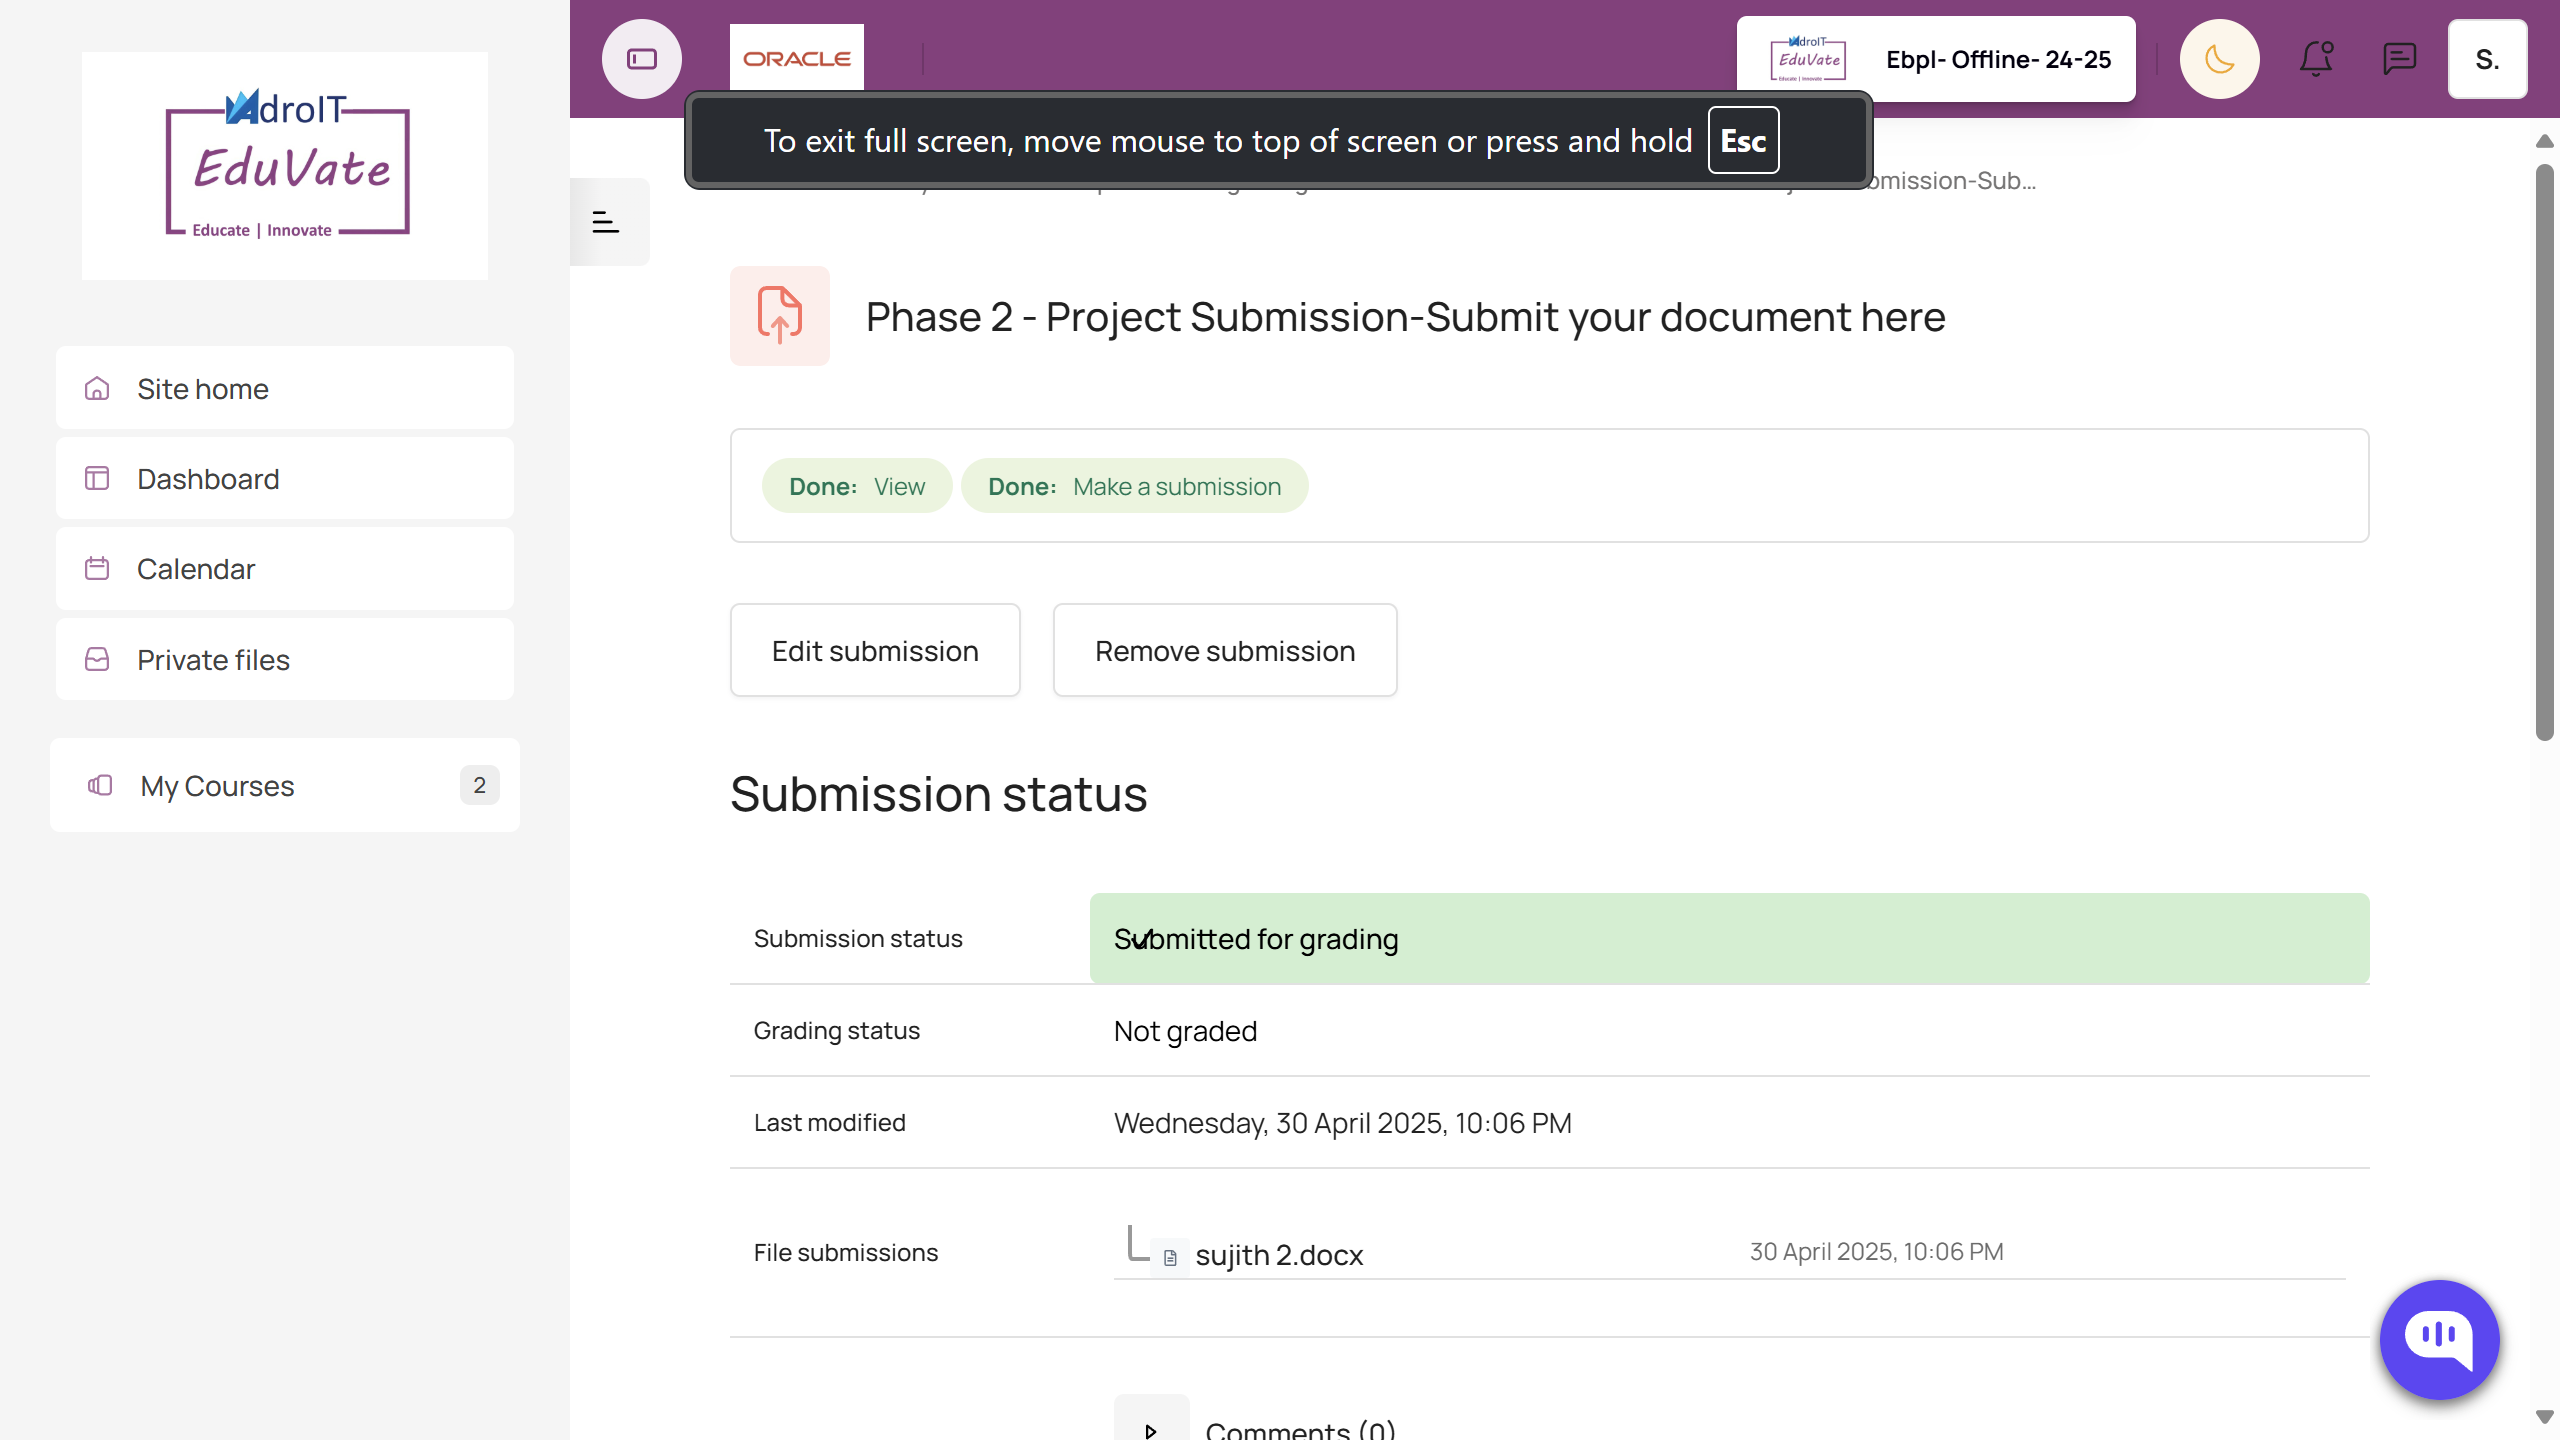 AdroIT
EduVate
Educate | Innovate
Site home
Dashboard
Calendar
Private files
My Courses
2
ORACLE
AdroIT
EduVate
Educate | Innovate
Ebpl- Offline- 24-25
S.
To exit full screen, move mouse to top of screen or press and hold Esc
bmission-Sub...
Phase 2 - Project Submission-Submit your document here
Done: View
Done: Make a submission
Edit submission
Remove submission
Submission status
Submission status
Submitted for grading
Grading status
Not graded
Last modified
Wednesday, 30 April 2025, 10:06 PM
File submissions
sujith 2.docx
30 April 2025, 10:06 PM
Comments (0)